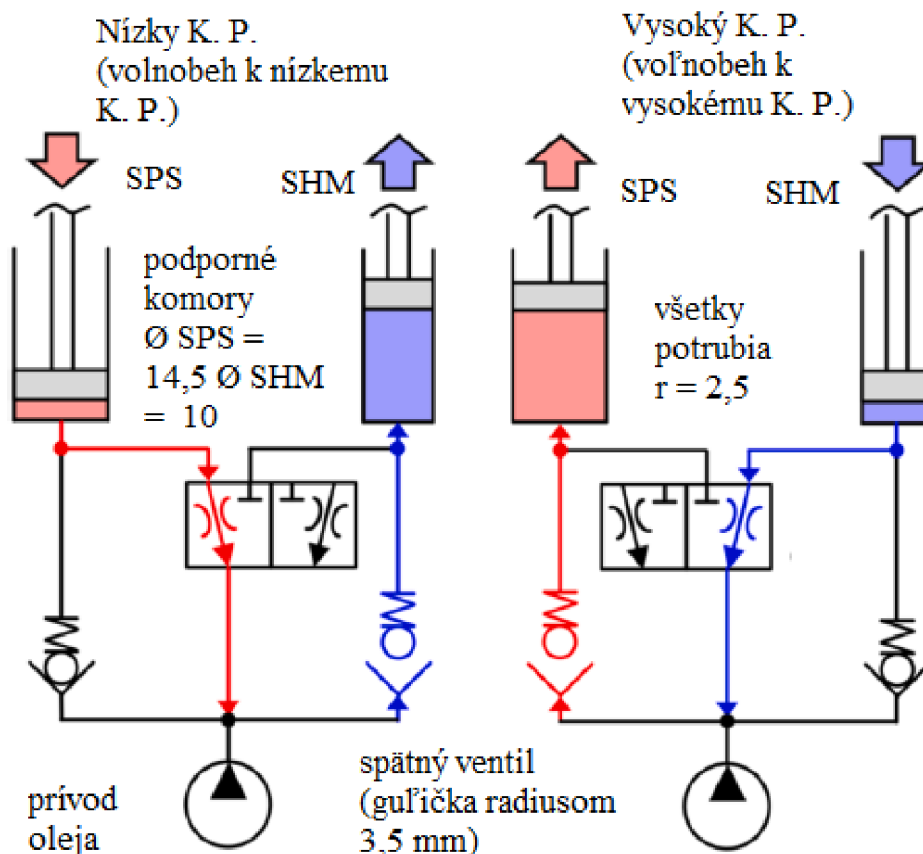 Nízky K. P.
(volnobeh k nízkemu
K. P.)
Vysoký K. P.
(voľnobeh k
vysokému K. P.)
SPS
SHM
SPS
SHM
podporné
komory
Ø SPS =
14,5 Ø SHM
= 10
všetky
potrubia
r = 2,5
prívod
oleja
spätný ventil
(guľička radiusom
3,5 mm)